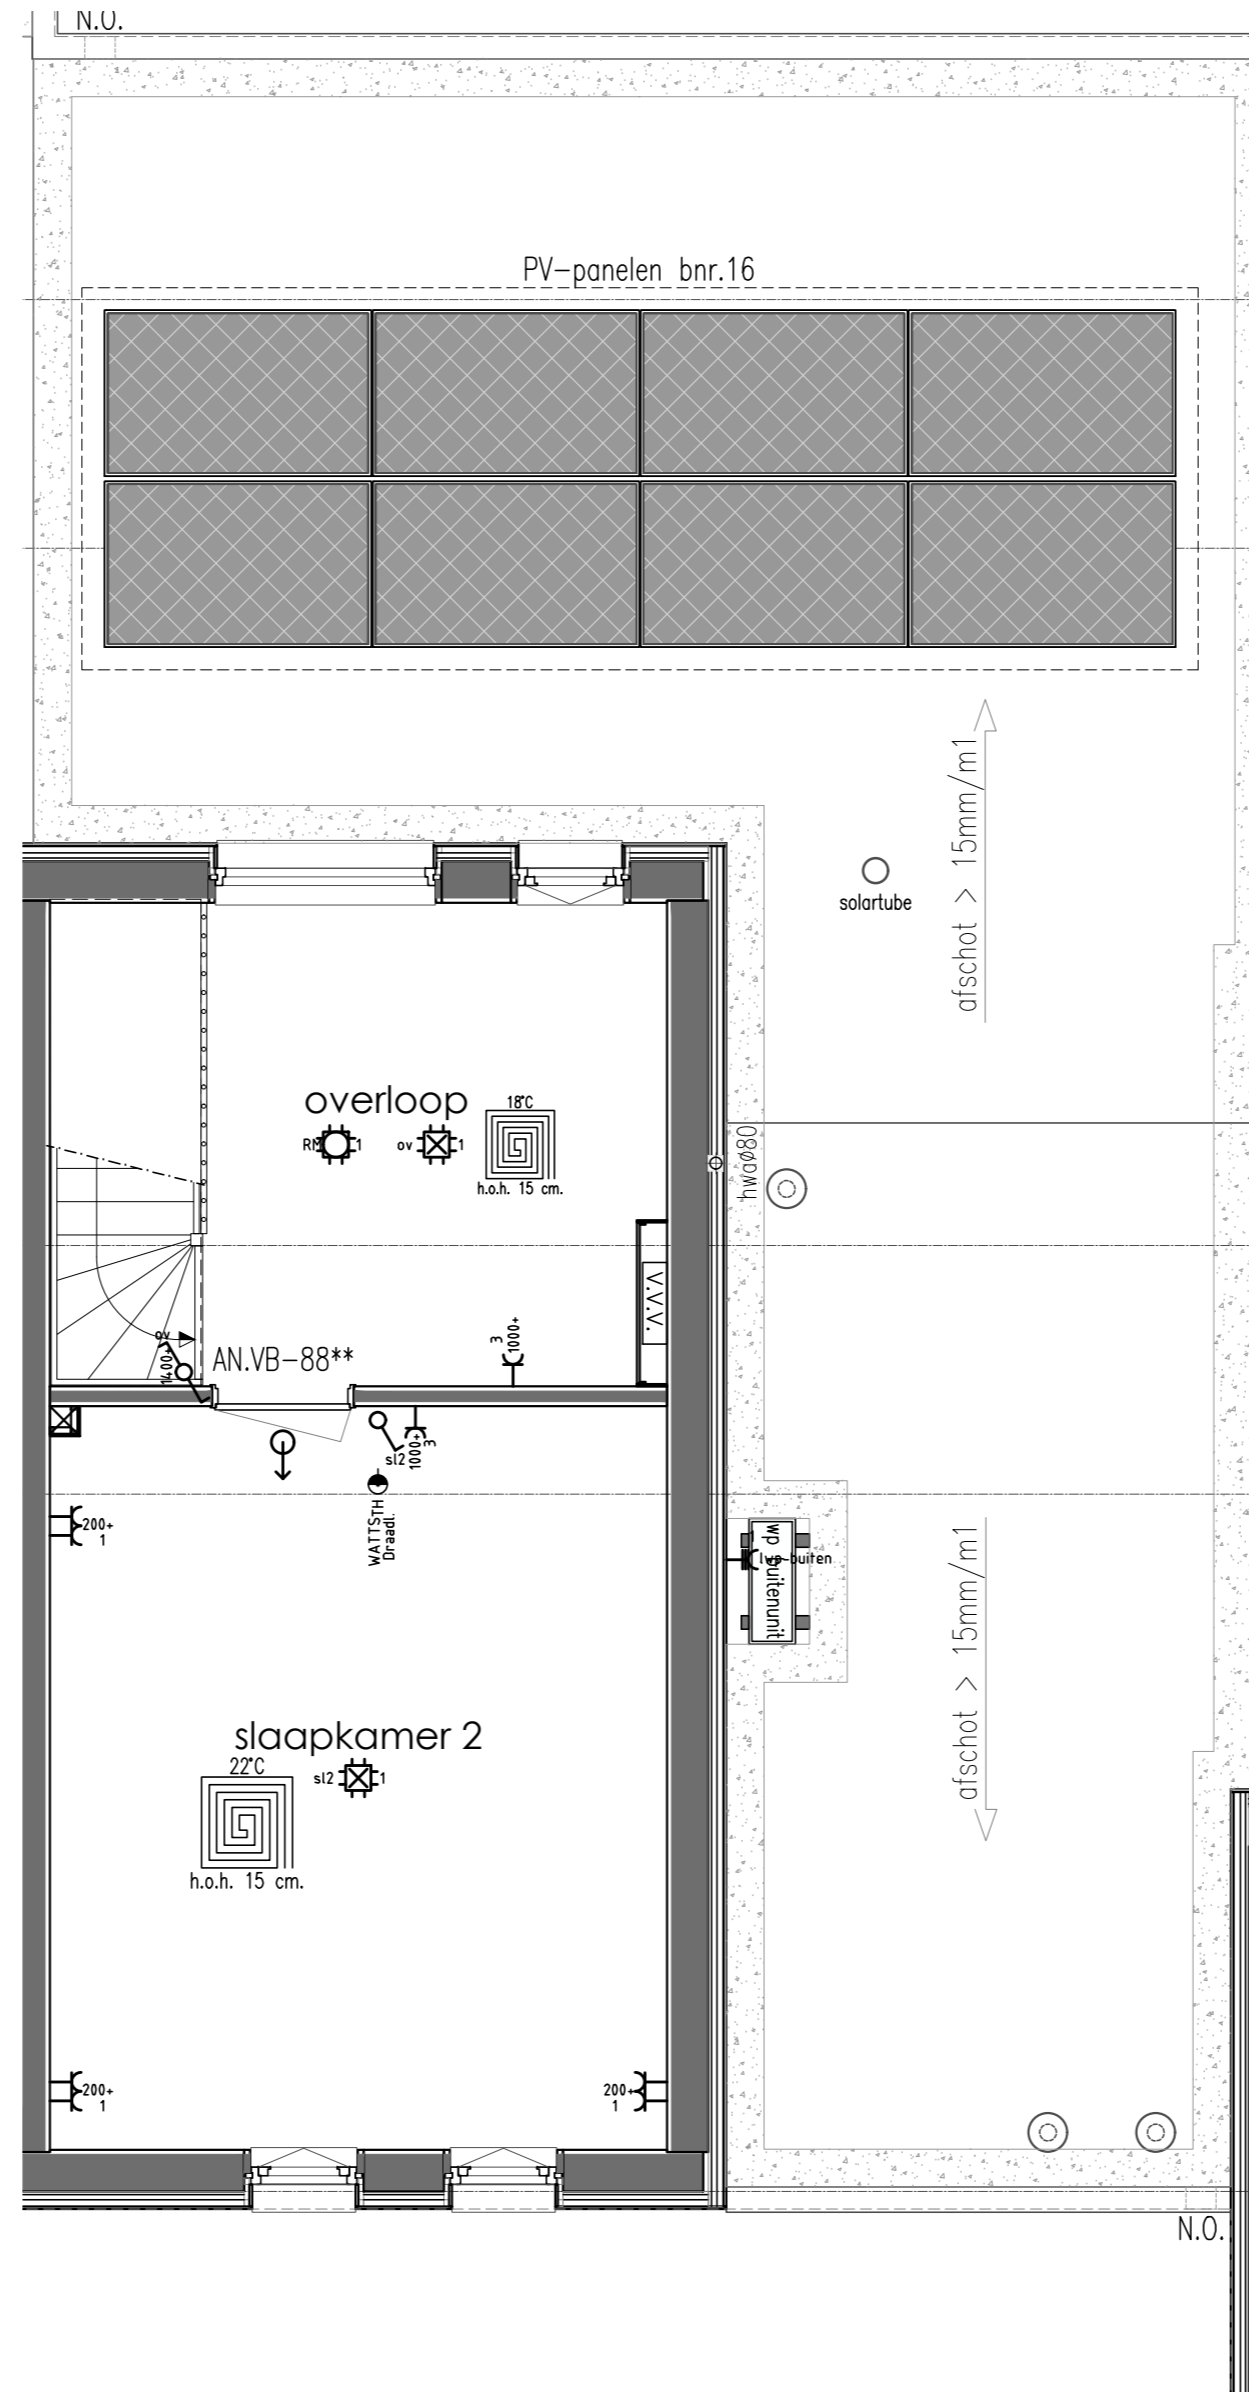 N.O.
PV-panelen bnr.16
afschot > 15mm/m1
solartube
overloop
18°C
RM 1
ov 1
h.o.h. 15 cm.
hwaø80
V.V.V.
3
1000+
ov
1400+
AN.VB-88**
sl2
1000+
3
WATTSTH
Draadl.
200+
1
wp buitenunit
1wp-buiten
afschot > 15mm/m1
slaapkamer 2
22°C
sl2 1
h.o.h. 15 cm.
200+
1
200+
1
N.O.